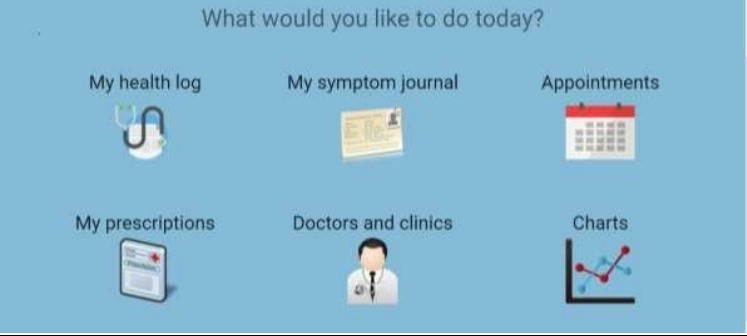 What would you like to do today?
My health log
My symptom journal
Appointments
My prescriptions
Doctors and clinics
Charts